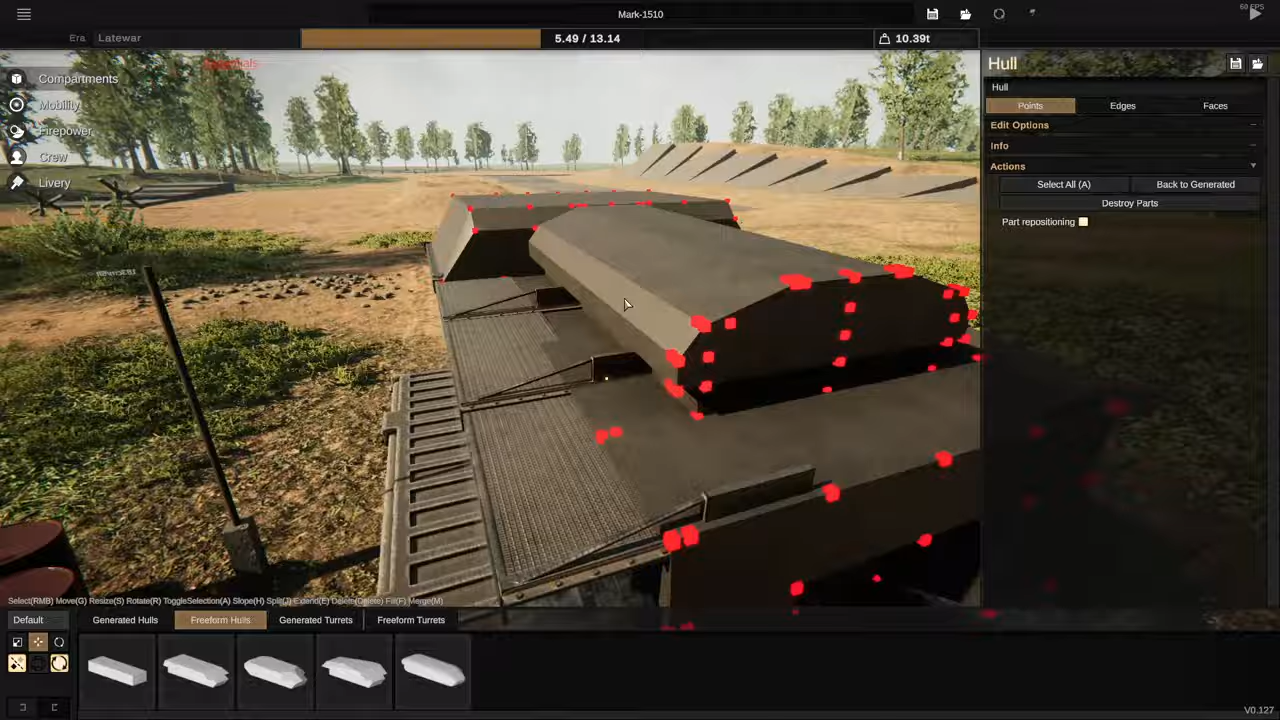 Mark-1510
60 FPS
Era Latewar
5.49 / 13.14
10.39t
Essentials
Compartments
Mobility
Firepower
Crew
Livery
Hull
Hull
Points Edges Faces
Edit Options
Info
Actions
Select All (A) Back to Generated
Destroy Parts
Part repositioning
Select(RMB) Move(G) Resize(S) Rotate(R) ToggleSelection(A) Slope(H) Split(J) Extend(E) Delete(Delete) Fill(F) Merge(M)
Default Generated Hulls Freeform Hulls Generated Turrets Freeform Turrets
V0.127